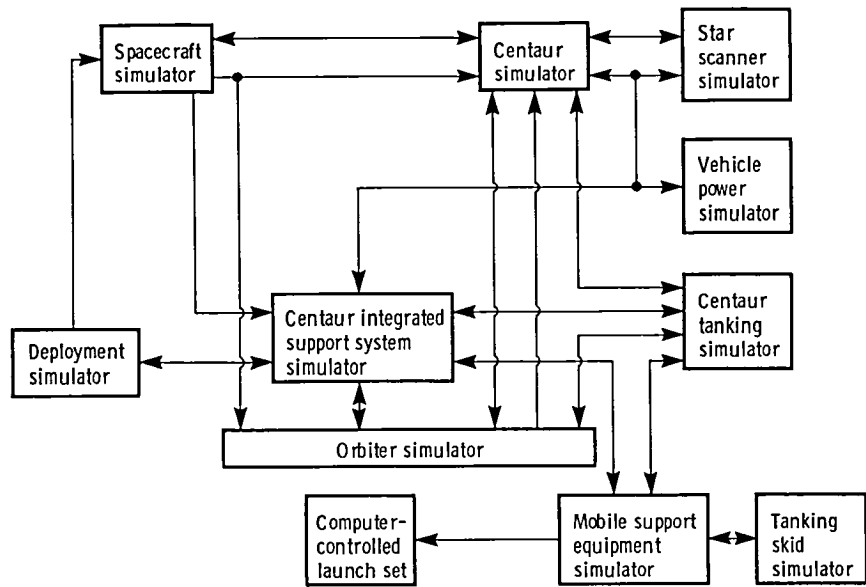 Spacecraft
simulator
Centaur
simulator
Star
scanner
simulator
Vehicle
power
simulator
Centaur integrated
support system
simulator
Centaur
tanking
simulator
Deployment
simulator
Orbiter simulator
Computer-
controlled
launch set
Mobile support
equipment
simulator
Tanking
skid
simulator